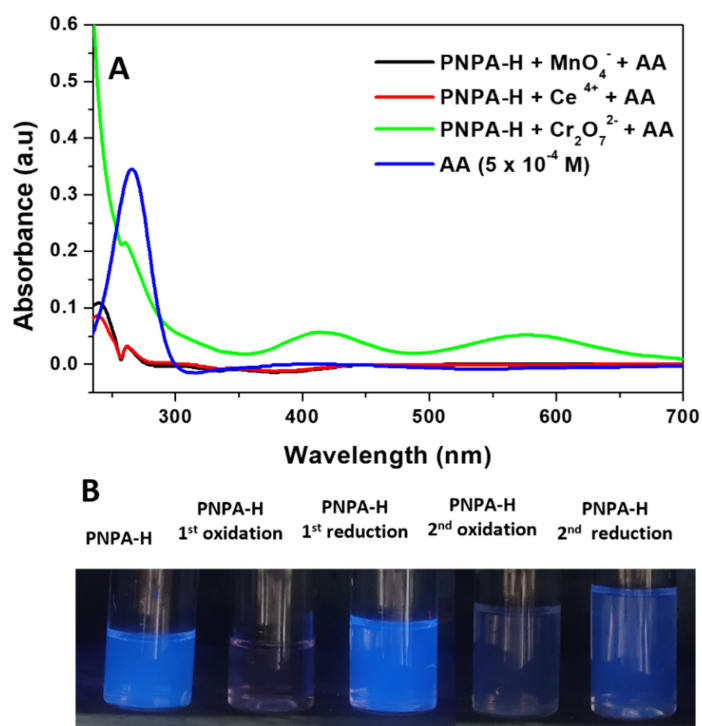 A
PNPA-H + MnO₄⁻ + AA
PNPA-H + Ce ⁴⁺ + AA
PNPA-H + Cr₂O₇²⁻ + AA
AA (5 x 10⁻⁴ M)
Absorbance (a.u)
0.6
0.5
0.4
0.3
0.2
0.1
0.0
300 400 500 600 700
Wavelength (nm)
B
PNPA-H
PNPA-H
1st oxidation
PNPA-H
1st reduction
PNPA-H
2nd oxidation
PNPA-H
2nd reduction